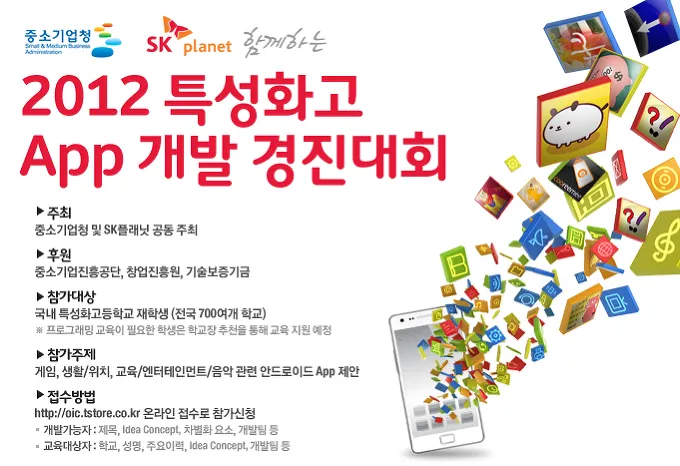 중소기업청
Small & Medium Business
Administration
SK planet
함께하는
2012 특성화고
App 개발 경진대회
▶ 주최
중소기업청 및 SK플래닛 공동 주최
▶ 후원
중소기업진흥공단, 창업진흥원, 기술보증기금
▶ 참가대상
국내 특성화고등학교 재학생 (전국 700여개 학교)
※ 프로그래밍 교육이 필요한 학생은 학교장 추천을 통해 교육 지원 예정
▶ 참가주제
게임, 생활/위치, 교육/엔터테인먼트/음악 관련 안드로이드 App 제안
▶ 접수방법
http://oic.tstore.co.kr 온라인 접수로 참가신청
▫ 개발가능자 : 제목, Idea Concept, 차별화 요소, 개발팀 등
▫ 교육대상자 : 학교, 성명, 주요이력, Idea Concept, 개발팀 등
?!
?!